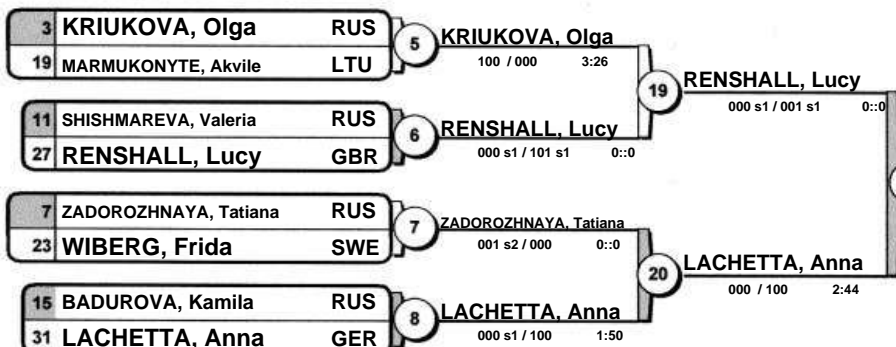 3 KRIUKOVA, Olga RUS
19 MARMUKONYTE, Akvile LTU
5
KRIUKOVA, Olga
100 / 000 3:26
11 SHISHMAREVA, Valeria RUS
27 RENSHALL, Lucy GBR
6
RENSHALL, Lucy
000 s1 / 101 s1 0::0
19
RENSHALL, Lucy
000 s1 / 001 s1 0::0
7 ZADOROZHNAYA, Tatiana RUS
23 WIBERG, Frida SWE
7
ZADOROZHNAYA, Tatiana
001 s2 / 000 0::0
15 BADUROVA, Kamila RUS
31 LACHETTA, Anna GER
8
LACHETTA, Anna
000 s1 / 100 1:50
20
LACHETTA, Anna
000 / 100 2:44